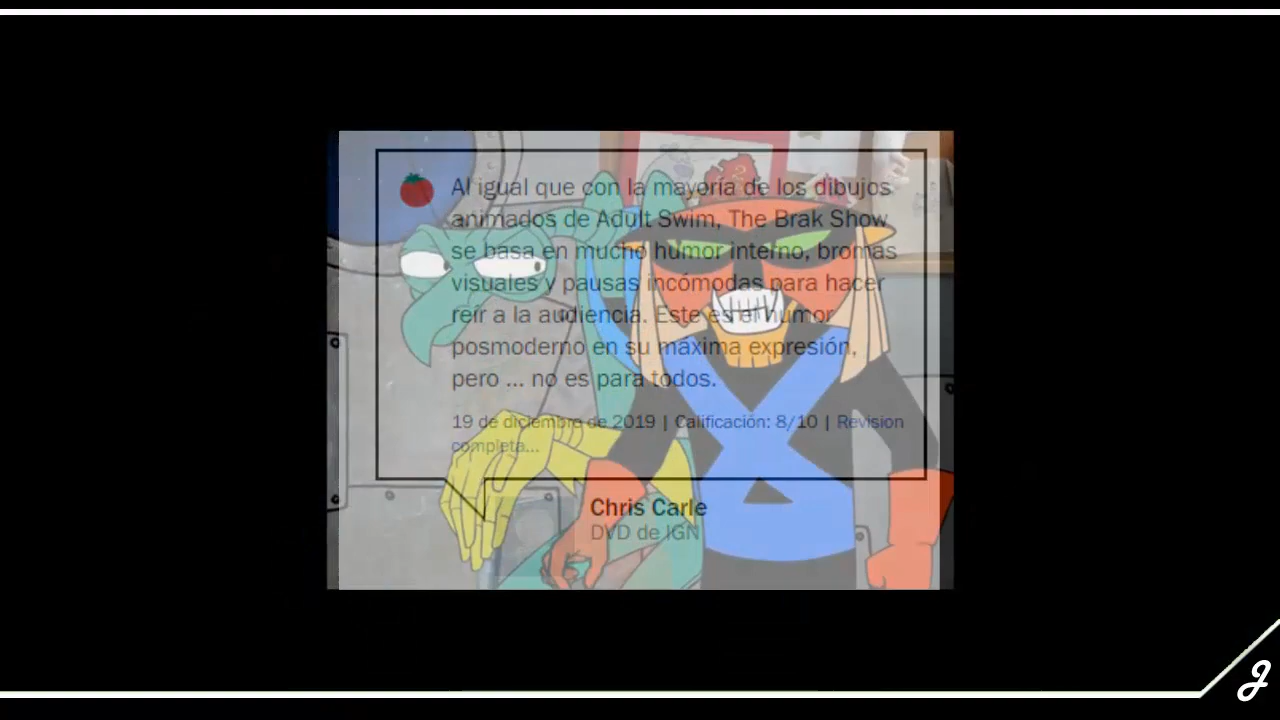 Al igual que con la mayoría de los dibujos
animados de Adult Swim, The Brak Show
se basa en mucho humor interno, bromas
visuales y pausas incómodas para hacer
reír a la audiencia. Este es el humor
posmoderno en su máxima expresión,
pero ... no es para todos.
19 de diciembre de 2019 | Calificación: 8/10 | Revision
completa...
Chris Carle
DVD de IGN
J